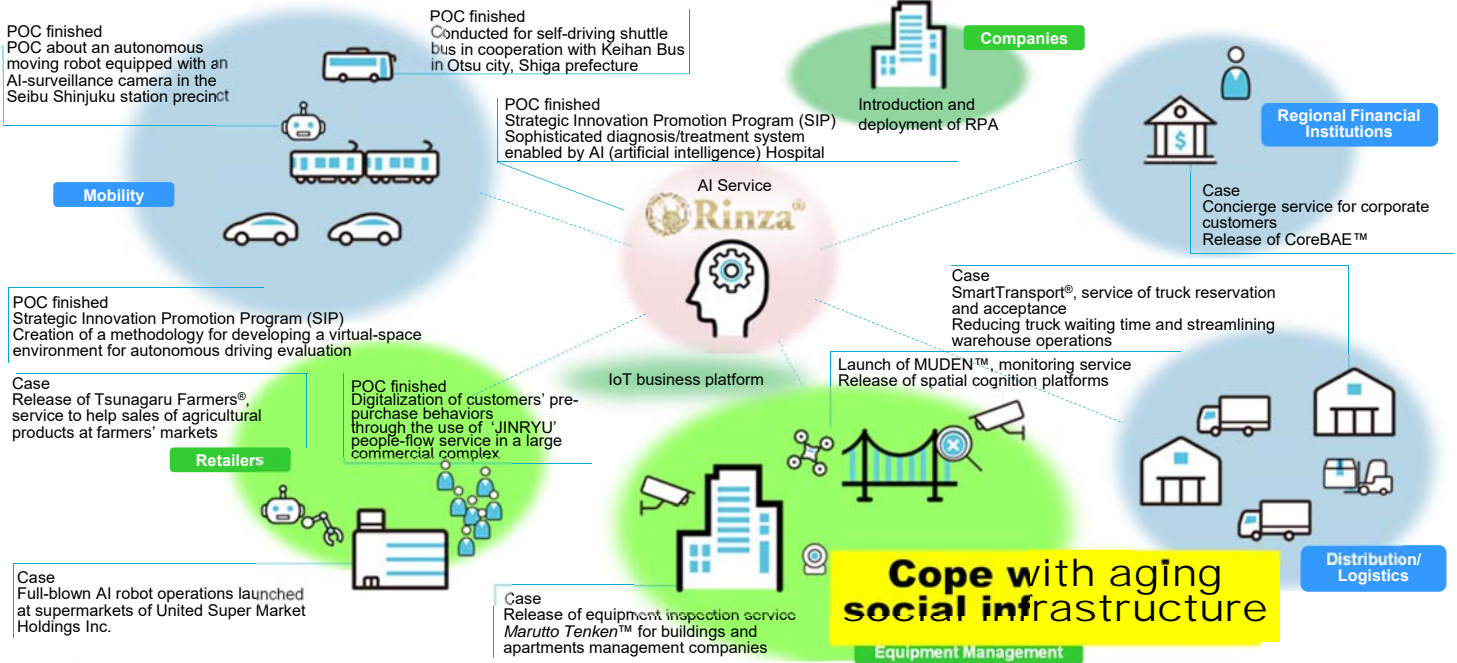 POC finished
POC about an autonomous
moving robot equipped with an
AI-surveillance camera in the
Seibu Shinjuku station precinct
POC finished
Conducted for self-driving shuttle
bus in cooperation with Keihan Bus
in Otsu city, Shiga prefecture
Companies
Introduction and
deployment of RPA
POC finished
Strategic Innovation Promotion Program (SIP)
Sophisticated diagnosis/treatment system
enabled by AI (artificial intelligence) Hospital
Regional Financial
Institutions
$
Mobility
AI Service
Rinza®
Case
Concierge service for corporate
customers
Release of CoreBAE™
POC finished
Strategic Innovation Promotion Program (SIP)
Creation of a methodology for developing a virtual-space
environment for autonomous driving evaluation
Case
SmartTransport®, service of truck reservation
and acceptance
Reducing truck waiting time and streamlining
warehouse operations
IoT business platform
Launch of MUDEN™, monitoring service
Release of spatial cognition platforms
Case
Release of Tsunagaru Farmers®,
service to help sales of agricultural
products at farmers' markets
POC finished
Digitalization of customers' pre-
purchase behaviors
through the use of 'JINRYU'
people-flow service in a large
commercial complex
Retailers
Case
Full-blown AI robot operations launched
at supermarkets of United Super Market
Holdings Inc.
Case
Release of equipment inspection service
Marutto Tenken™ for buildings and
apartments management companies
Cope with aging
social infrastructure
Equipment Management
Distribution/
Logistics